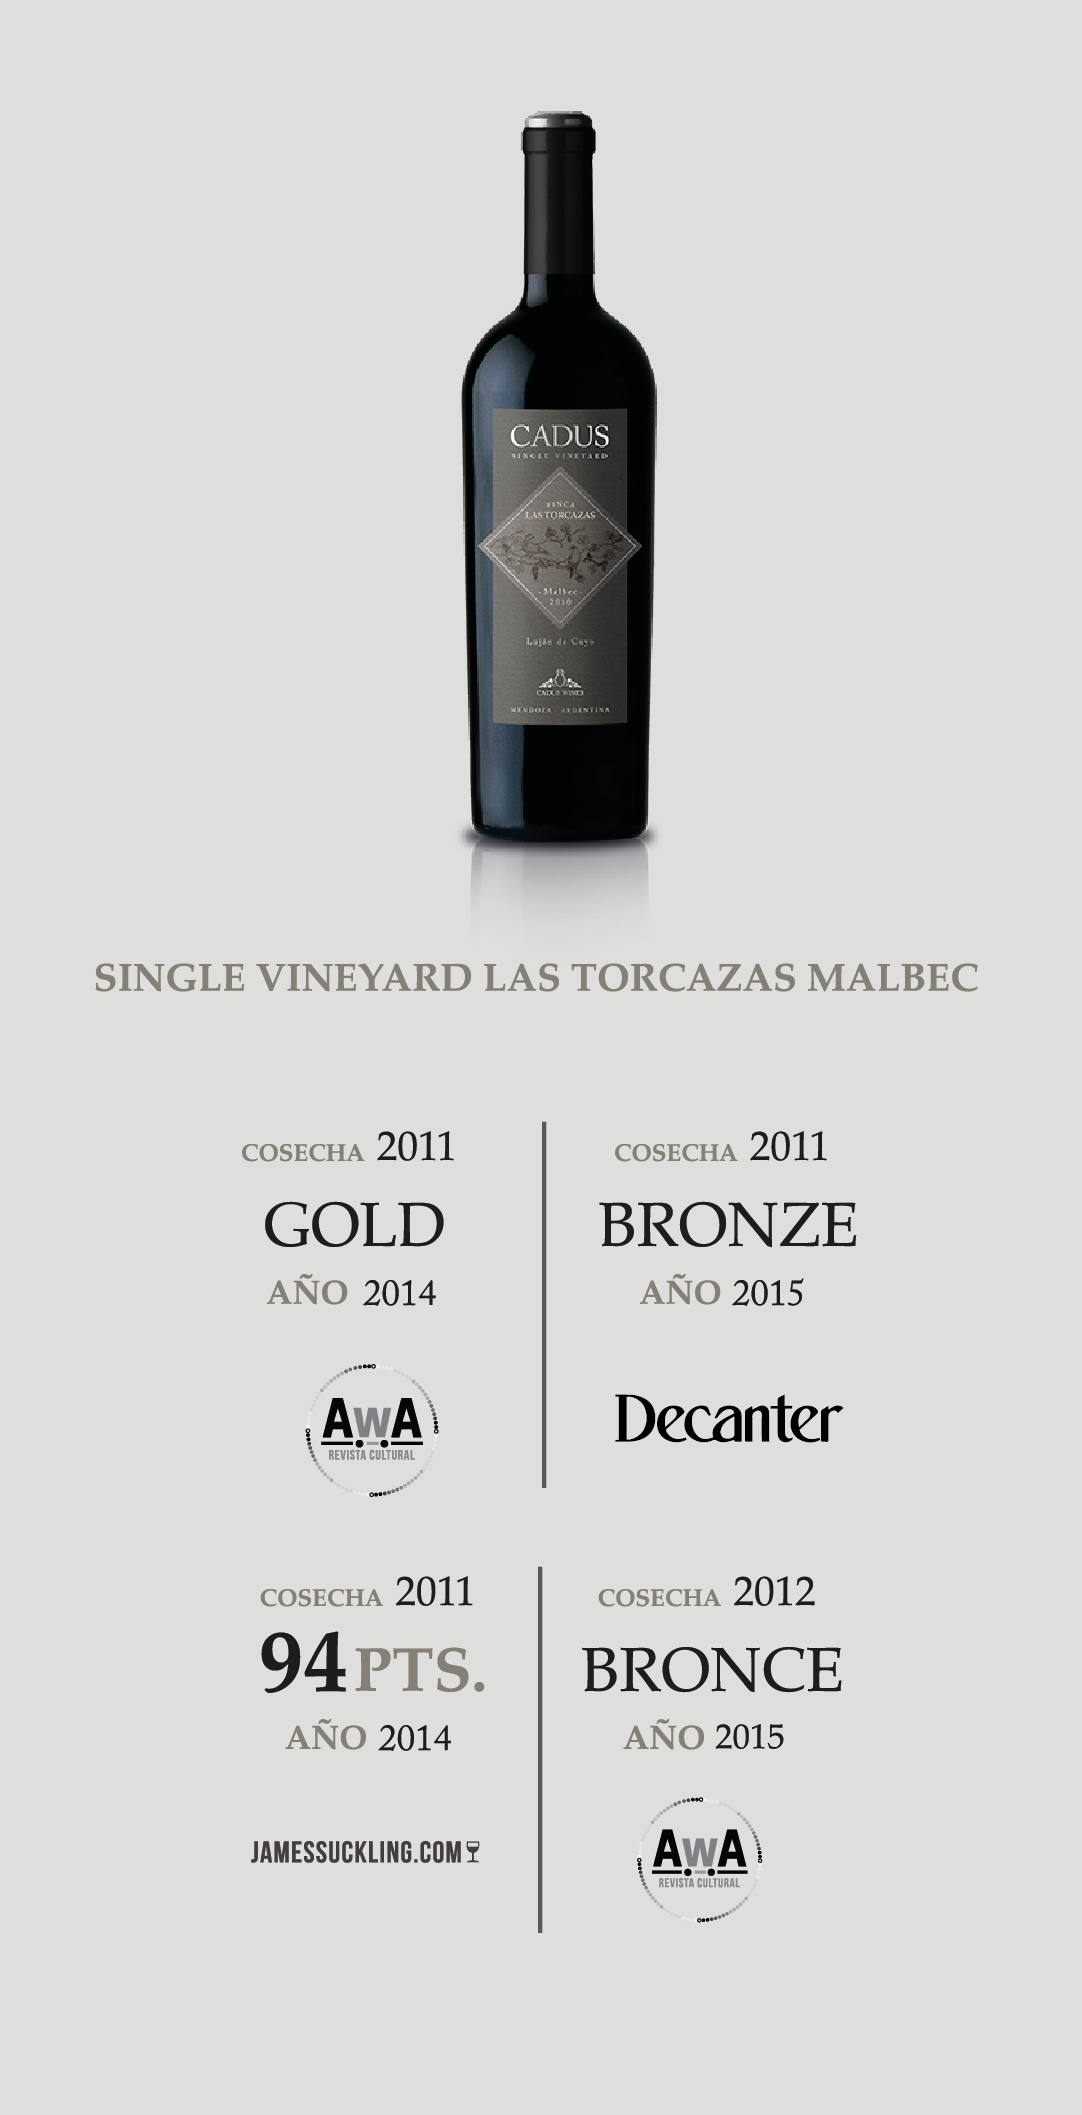 CADUS
SINGLE VINEYARD
FINCA
LAS TORCAZAS
-Malbec-
2010
Luján de Cuyo
CADUS WINES
MENDOZA - ARGENTINA
SINGLE VINEYARD LAS TORCAZAS MALBEC
COSECHA 2011
GOLD
AÑO 2014
AwA
REVISTA CULTURAL
COSECHA 2011
BRONZE
AÑO 2015
Decanter
COSECHA 2011
94 PTS.
AÑO 2014
JAMESSUCKLING.COM
COSECHA 2012
BRONCE
AÑO 2015
AwA
REVISTA CULTURAL